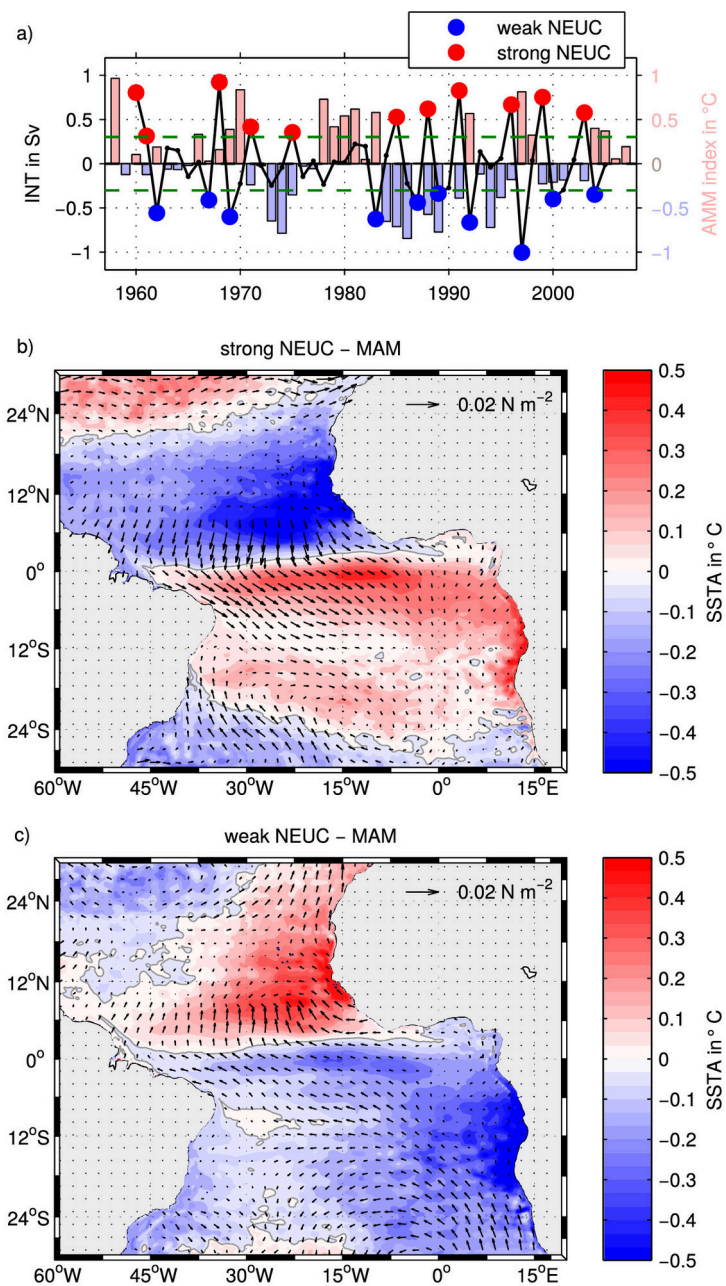 a)
weak NEUC
strong NEUC
1
0.5
0
−0.5
−1
INT in Sv
1
0.5
0
−0.5
−1
AMM index in °C
1960 1970 1980 1990 2000
b)
strong NEUC − MAM
0.02 N m−2
24°N
12°N
0°
12°S
24°S
60°W 45°W 30°W 15°W 0° 15°E
0.5
0.4
0.3
0.2
0.1
0
−0.1
−0.2
−0.3
−0.4
−0.5
SSTA in ° C
c)
weak NEUC − MAM
0.02 N m−2
24°N
12°N
0°
12°S
24°S
60°W 45°W 30°W 15°W 0° 15°E
0.5
0.4
0.3
0.2
0.1
0
−0.1
−0.2
−0.3
−0.4
−0.5
SSTA in ° C